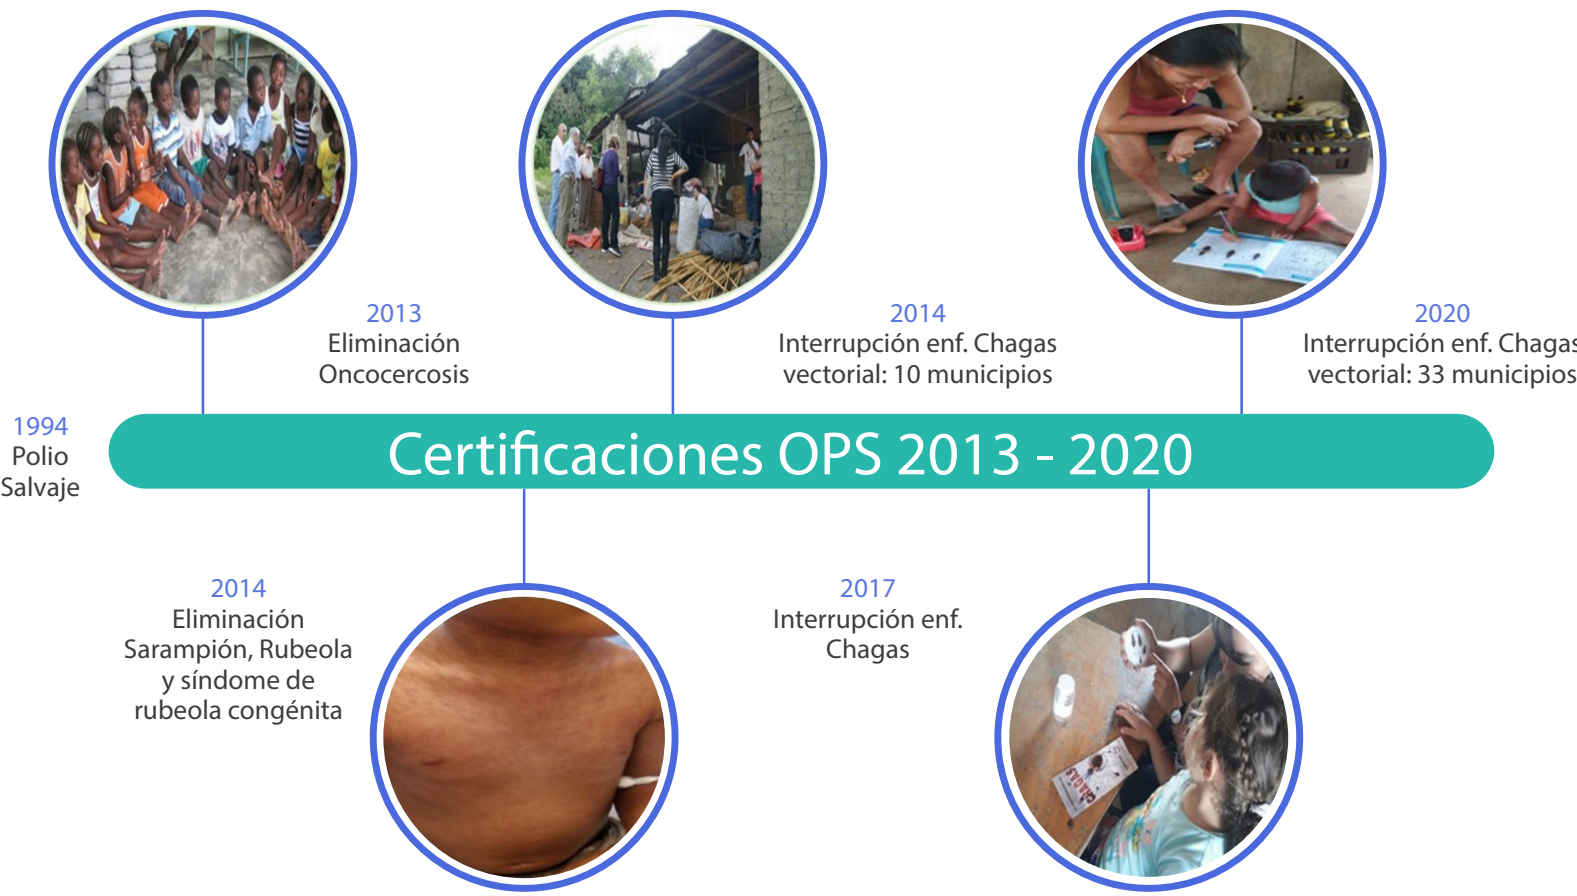 2013
Eliminación
Oncocercosis
2014
Interrupción enf. Chagas
vectorial: 10 municipios
2020
Interrupción enf. Chagas
vectorial: 33 municipios
1994
Polio
Salvaje
Certificaciones OPS 2013 - 2020
2014
Eliminación
Sarampión, Rubeola
y síndome de
rubeola congénita
2017
Interrupción enf.
Chagas
CHAGAS